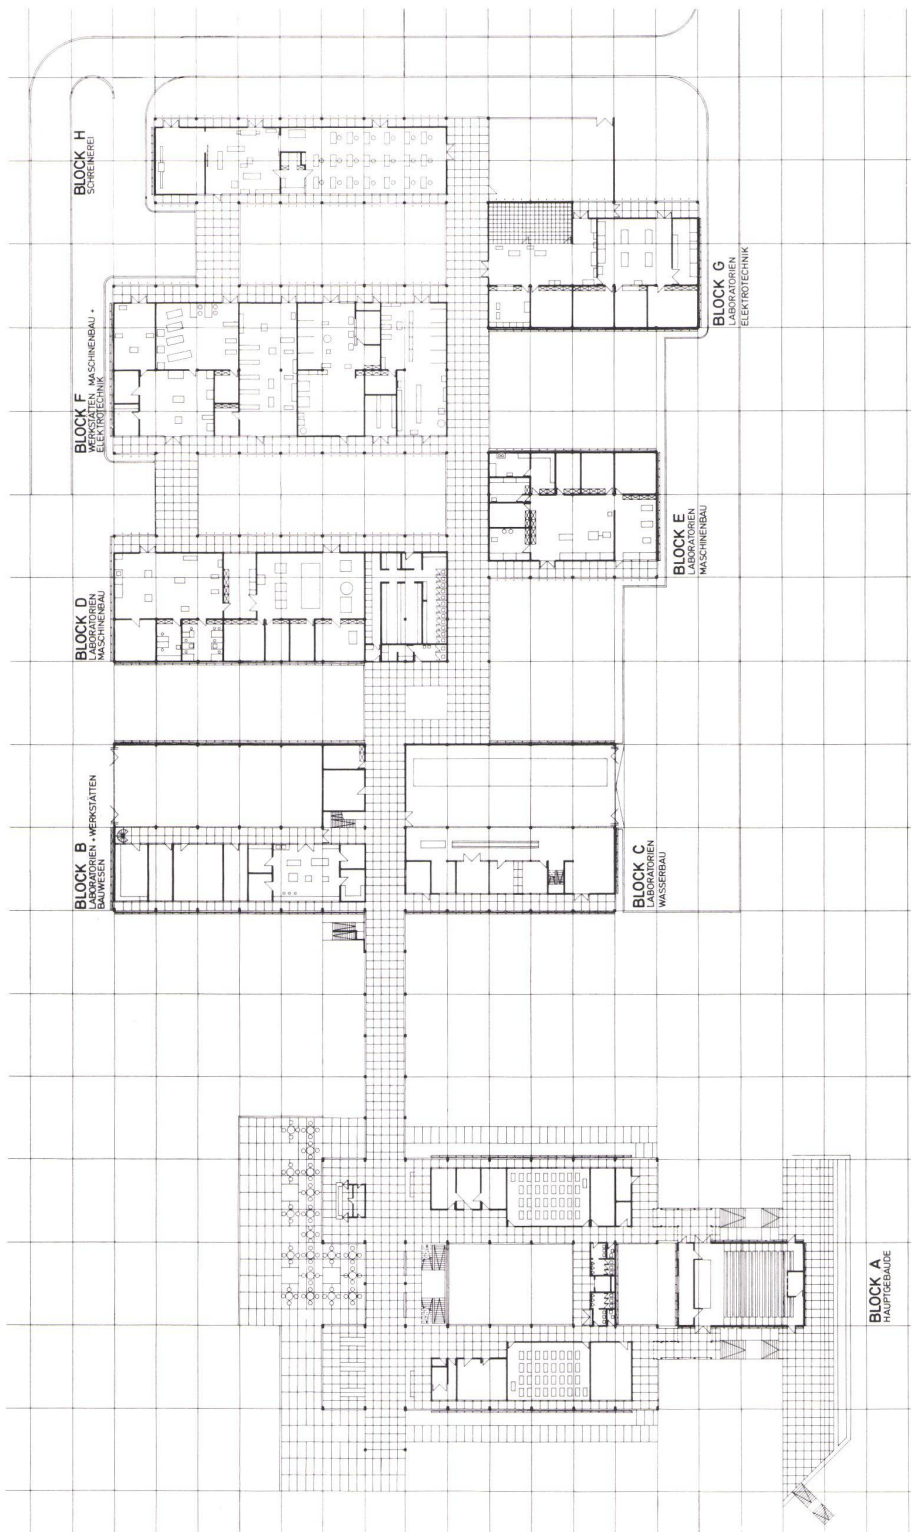 BLOCK H
SCHREINEREI
BLOCK G
LABORATORIEN
ELEKTROTECHNIK
BLOCK F
WERKSTÄTTEN MASCHINENBAU +
ELEKTROTECHNIK
BLOCK E
LABORATORIEN
MASCHINENBAU
BLOCK D
LABORATORIEN
MASCHINENBAU
BLOCK B
LABORATORIEN + WERKSTÄTTEN
BAUWESEN
BLOCK C
LABORATORIEN
WASSERBAU
BLOCK A
HAUPTGEBÄUDE